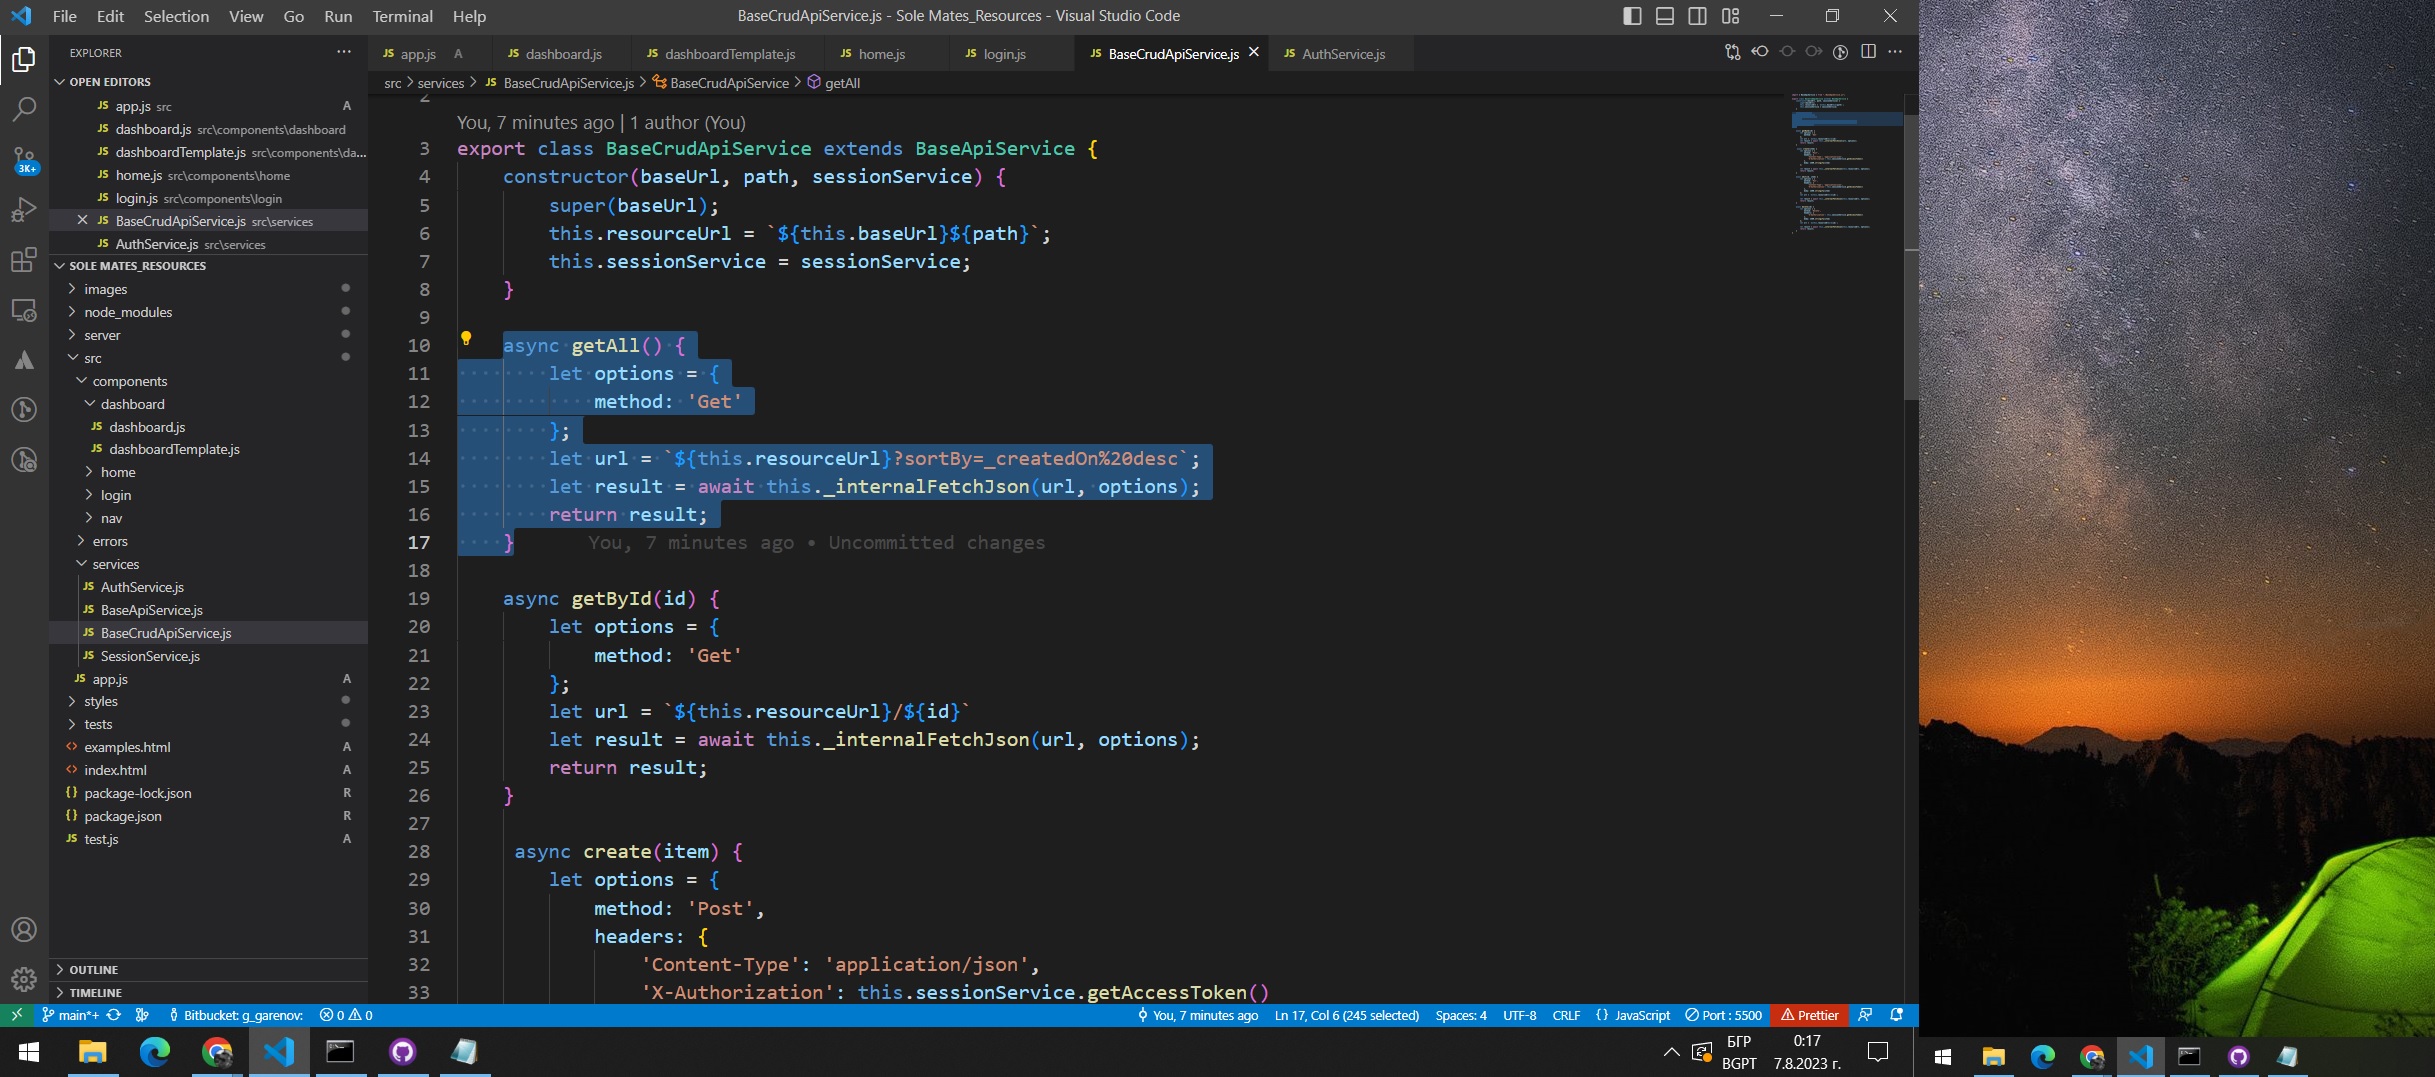 File Edit Selection View Go Run Terminal Help
BaseCrudApiService.js - Sole Mates_Resources - Visual Studio Code
EXPLORER
JS app.js A
JS dashboard.js
JS dashboardTemplate.js
JS home.js
JS login.js
JS BaseCrudApiService.js
JS AuthService.js
src > services > JS BaseCrudApiService.js > BaseCrudApiService > getAll
OPEN EDITORS
JS app.js src A
JS dashboard.js src\components\dashboard
JS dashboardTemplate.js src\components\da...
JS home.js src\components\home
JS login.js src\components\login
JS BaseCrudApiService.js src\services
JS AuthService.js src\services
3K+
SOLE MATES_RESOURCES
images
node_modules
server
src
components
dashboard
JS dashboard.js
JS dashboardTemplate.js
home
login
nav
errors
services
JS AuthService.js
JS BaseApiService.js
JS BaseCrudApiService.js
JS SessionService.js
JS app.js A
styles
tests
<> examples.html A
<> index.html A
{} package-lock.json R
{} package.json R
JS test.js A
OUTLINE
TIMELINE
2
You, 7 minutes ago | 1 author (You)
3 export class BaseCrudApiService extends BaseApiService {
4 constructor(baseUrl, path, sessionService) {
5 super(baseUrl);
6 this.resourceUrl = `${this.baseUrl}${path}`;
7 this.sessionService = sessionService;
8 }
9
10 async getAll() {
11 let options = {
12 method: 'Get'
13 };
14 let url = `${this.resourceUrl}?sortBy=_createdOn%20desc`;
15 let result = await this._internalFetchJson(url, options);
16 return result;
17 } You, 7 minutes ago • Uncommitted changes
18
19 async getById(id) {
20 let options = {
21 method: 'Get'
22 };
23 let url = `${this.resourceUrl}/${id}`
24 let result = await this._internalFetchJson(url, options);
25 return result;
26 }
27
28 async create(item) {
29 let options = {
30 method: 'Post',
31 headers: {
32 'Content-Type': 'application/json',
33 'X-Authorization': this.sessionService.getAccessToken()
main*+ Bitbucket: g_garenov: 0 0 You, 7 minutes ago Ln 17, Col 6 (245 selected) Spaces: 4 UTF-8 CRLF {} JavaScript Port : 5500 Prettier
БГР
BGPT
0:17
7.8.2023 г.